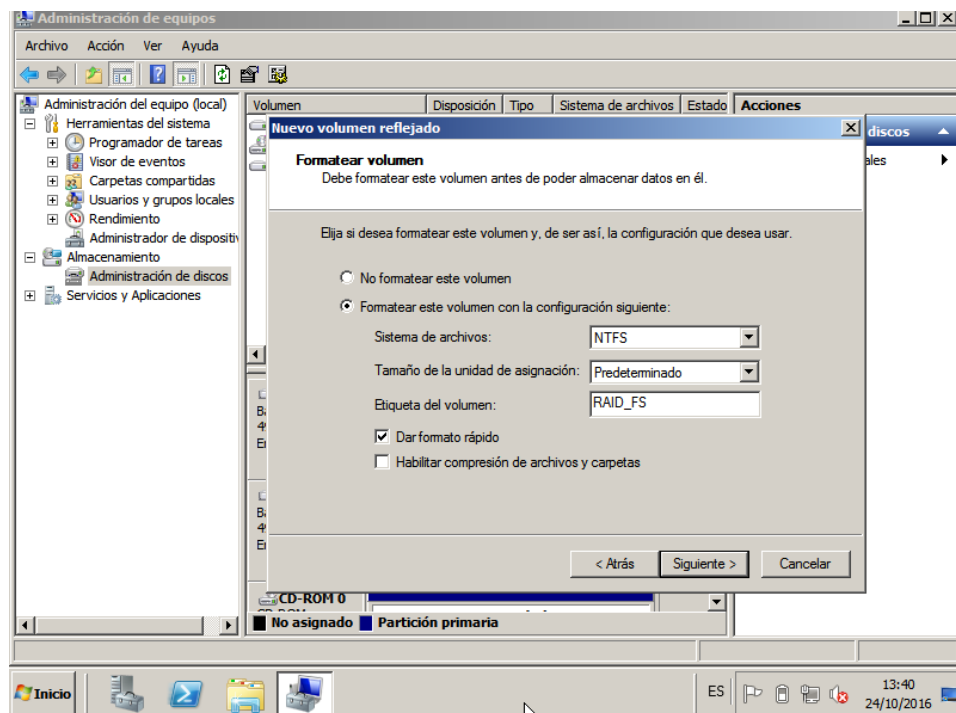 Administración de equipos
Archivo Acción Ver Ayuda
Administración del equipo (local)
Herramientas del sistema
Programador de tareas
Visor de eventos
Carpetas compartidas
Usuarios y grupos locales
Rendimiento
Administrador de dispositiv
Almacenamiento
Administración de discos
Servicios y Aplicaciones
Volumen Disposición Tipo Sistema de archivos Estado Acciones
discos
ales
Nuevo volumen reflejado
Formatear volumen
Debe formatear este volumen antes de poder almacenar datos en él.
Elija si desea formatear este volumen y, de ser así, la configuración que desea usar.
No formatear este volumen
Formatear este volumen con la configuración siguiente:
Sistema de archivos: NTFS
Tamaño de la unidad de asignación: Predeterminado
Etiqueta del volumen: RAID_FS
Dar formato rápido
Habilitar compresión de archivos y carpetas
< Atrás Siguiente > Cancelar
CD-ROM 0
No asignado Partición primaria
Inicio ES 13:40
24/10/2016